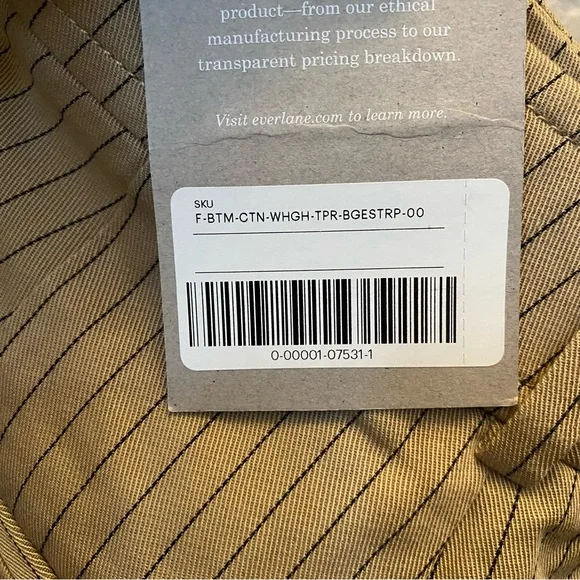 product—from our ethical
manufacturing process to our
transparent pricing breakdown.
Visit everlane.com to learn more.
SKU
F-BTM-CTN-WHGH-TPR-BGESTRP-00
0-00001-07531-1